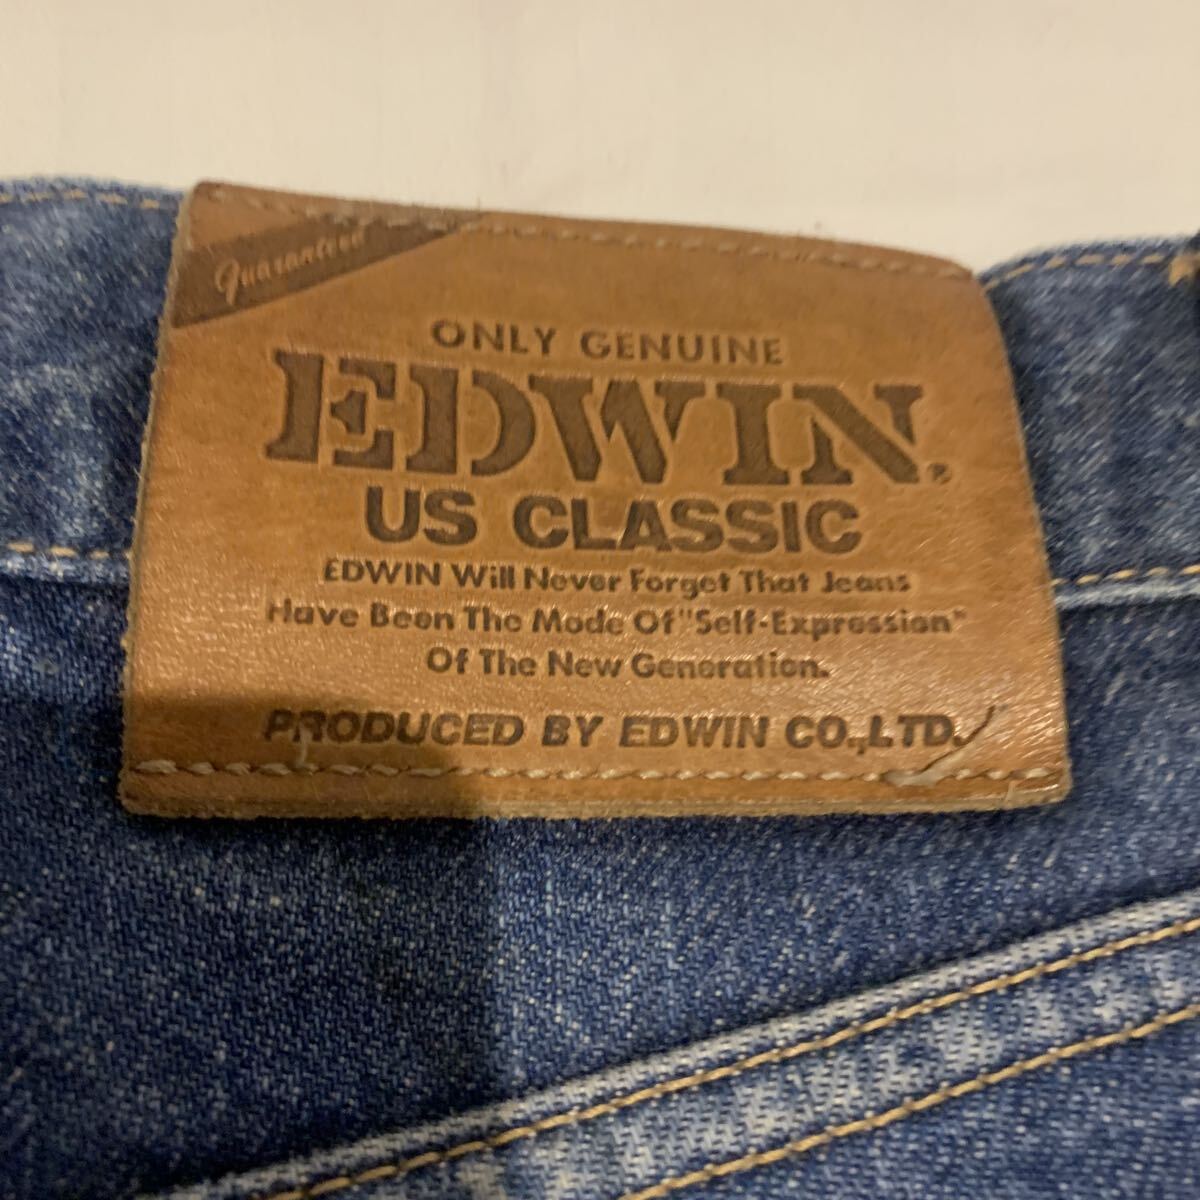 Guaranteed
ONLY GENUINE
EDWIN.
US CLASSIC
EDWIN Will Never Forget That Jeans
Have Been The Mode Of "Self-Expression"
Of The New Generation.
PRODUCED BY EDWIN CO.,LTD.